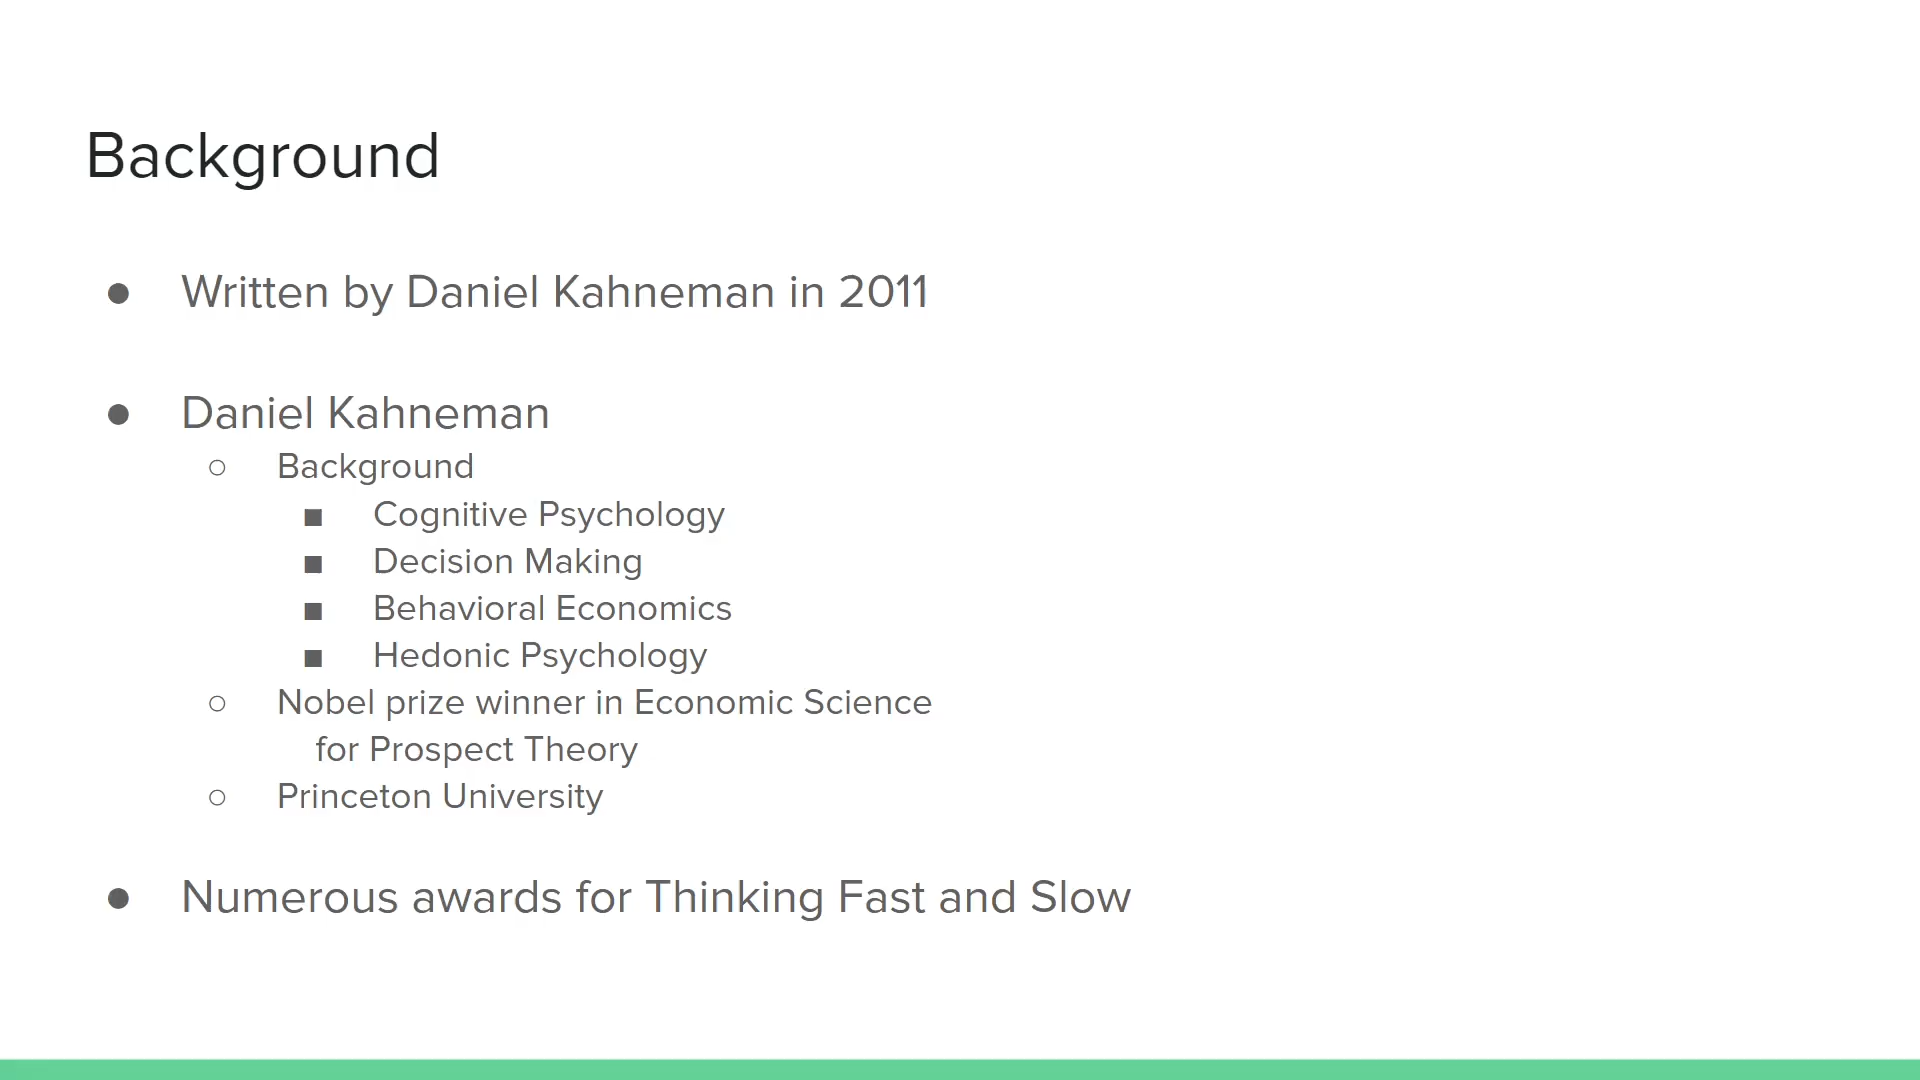 Background
● Written by Daniel Kahneman in 2011
● Daniel Kahneman
○ Background
■ Cognitive Psychology
■ Decision Making
■ Behavioral Economics
■ Hedonic Psychology
○ Nobel prize winner in Economic Science
for Prospect Theory
○ Princeton University
● Numerous awards for Thinking Fast and Slow